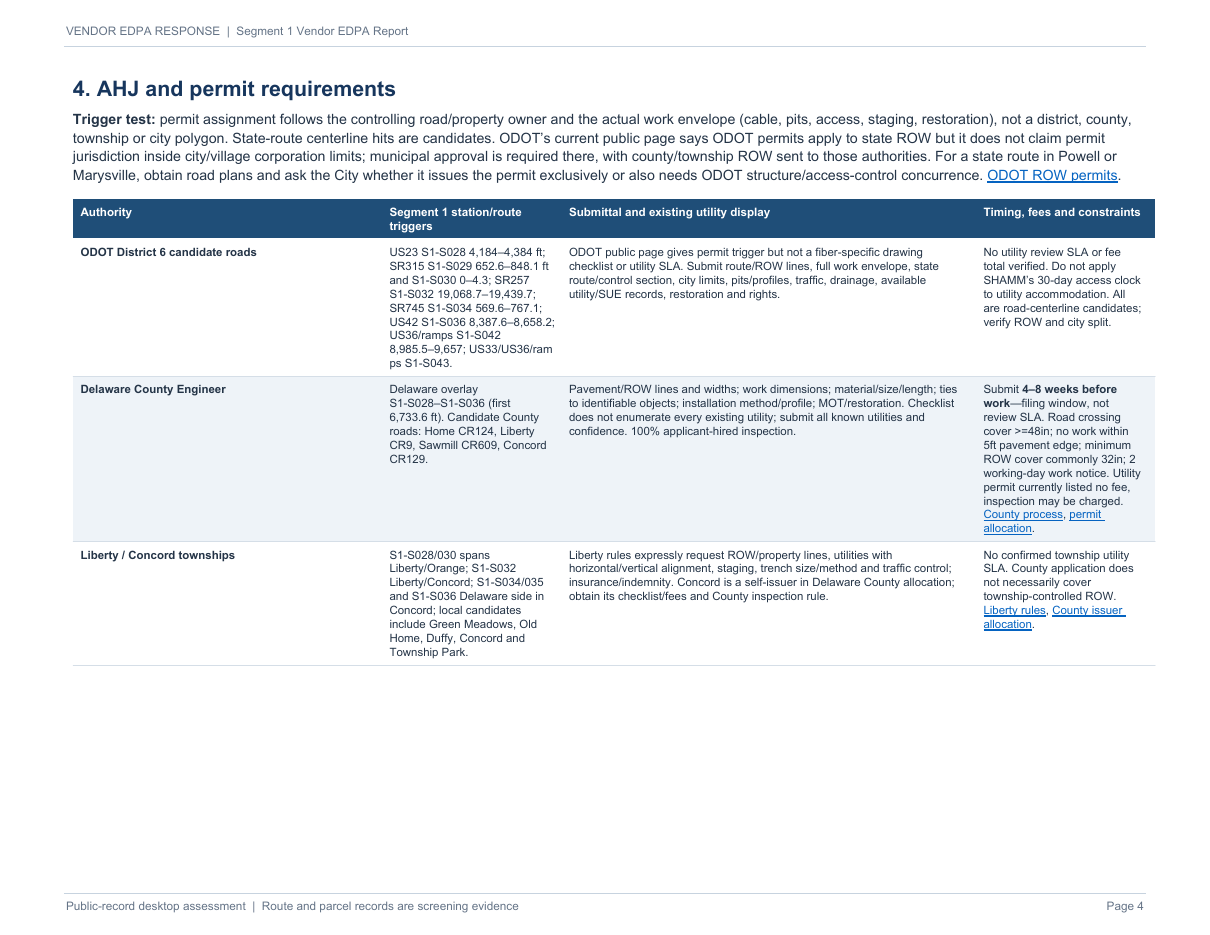 VENDOR EDPA RESPONSE | Segment 1 Vendor EDPA Report
4. AHJ and permit requirements
Trigger test: permit assignment follows the controlling road/property owner and the actual work envelope (cable, pits, access, staging, restoration), not a district, county,
township or city polygon. State-route centerline hits are candidates. ODOT's current public page says ODOT permits apply to state ROW but it does not claim permit
jurisdiction inside city/village corporation limits; municipal approval is required there, with county/township ROW sent to those authorities. For a state route in Powell or
Marysville, obtain road plans and ask the City whether it issues the permit exclusively or also needs ODOT structure/access-control concurrence. ODOT ROW permits.
Authority
Segment 1 station/route
triggers
Submittal and existing utility display
Timing, fees and constraints
ODOT District 6 candidate roads
US23 S1-S028 4,184–4,384 ft;
SR315 S1-S029 652.6–848.1 ft
and S1-S030 0–4.3; SR257
S1-S032 19,068.7–19,439.7;
SR745 S1-S034 569.6–767.1;
US42 S1-S036 8,387.6–8,658.2;
US36/ramps S1-S042
8,985.5–9,657; US33/US36/ram
ps S1-S043.
ODOT public page gives permit trigger but not a fiber-specific drawing
checklist or utility SLA. Submit route/ROW lines, full work envelope, state
route/control section, city limits, pits/profiles, traffic, drainage, available
utility/SUE records, restoration and rights.
No utility review SLA or fee
total verified. Do not apply
SHAMM's 30-day access clock
to utility accommodation. All
are road-centerline candidates;
verify ROW and city split.
Delaware County Engineer
Delaware overlay
S1-S028–S1-S036 (first
6,733.6 ft). Candidate County
roads: Home CR124, Liberty
CR9, Sawmill CR609, Concord
CR129.
Pavement/ROW lines and widths; work dimensions; material/size/length; ties
to identifiable objects; installation method/profile; MOT/restoration. Checklist
does not enumerate every existing utility; submit all known utilities and
confidence. 100% applicant-hired inspection.
Submit 4–8 weeks before
work—filing window, not
review SLA. Road crossing
cover >=48in; no work within
5ft pavement edge; minimum
ROW cover commonly 32in; 2
working-day work notice. Utility
permit currently listed no fee,
inspection may be charged.
County process, permit
allocation.
Liberty / Concord townships
S1-S028/030 spans
Liberty/Orange; S1-S032
Liberty/Concord; S1-S034/035
and S1-S036 Delaware side in
Concord; local candidates
include Green Meadows, Old
Home, Duffy, Concord and
Township Park.
Liberty rules expressly request ROW/property lines, utilities with
horizontal/vertical alignment, staging, trench size/method and traffic control;
insurance/indemnity. Concord is a self-issuer in Delaware County allocation;
obtain its checklist/fees and County inspection rule.
No confirmed township utility
SLA. County application does
not necessarily cover
township-controlled ROW.
Liberty rules, County issuer
allocation.
Public-record desktop assessment | Route and parcel records are screening evidence
Page 4